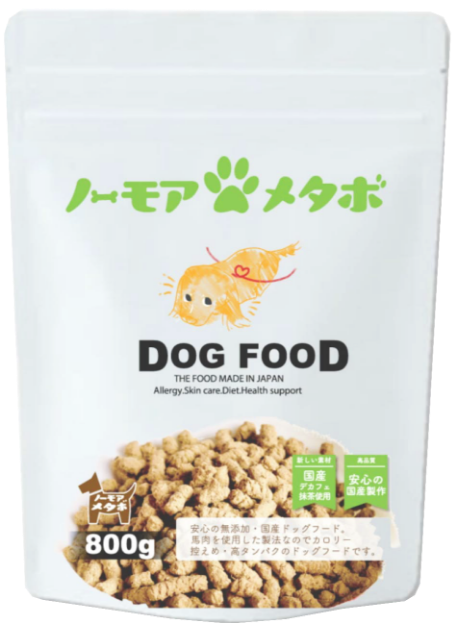 ノーモア メタボ
DOG FOOD
THE FOOD MADE IN JAPAN
Allergy.Skin care.Diet.Health support
新しい素材
国産
デカフェ
抹茶使用
高品質
安心の
国産製作
ノーモア
メタボ
800g
安心の無添加・国産ドッグフード。
馬肉を使用した製法なのでカロリー
控えめ・高タンパクのドッグフードです。